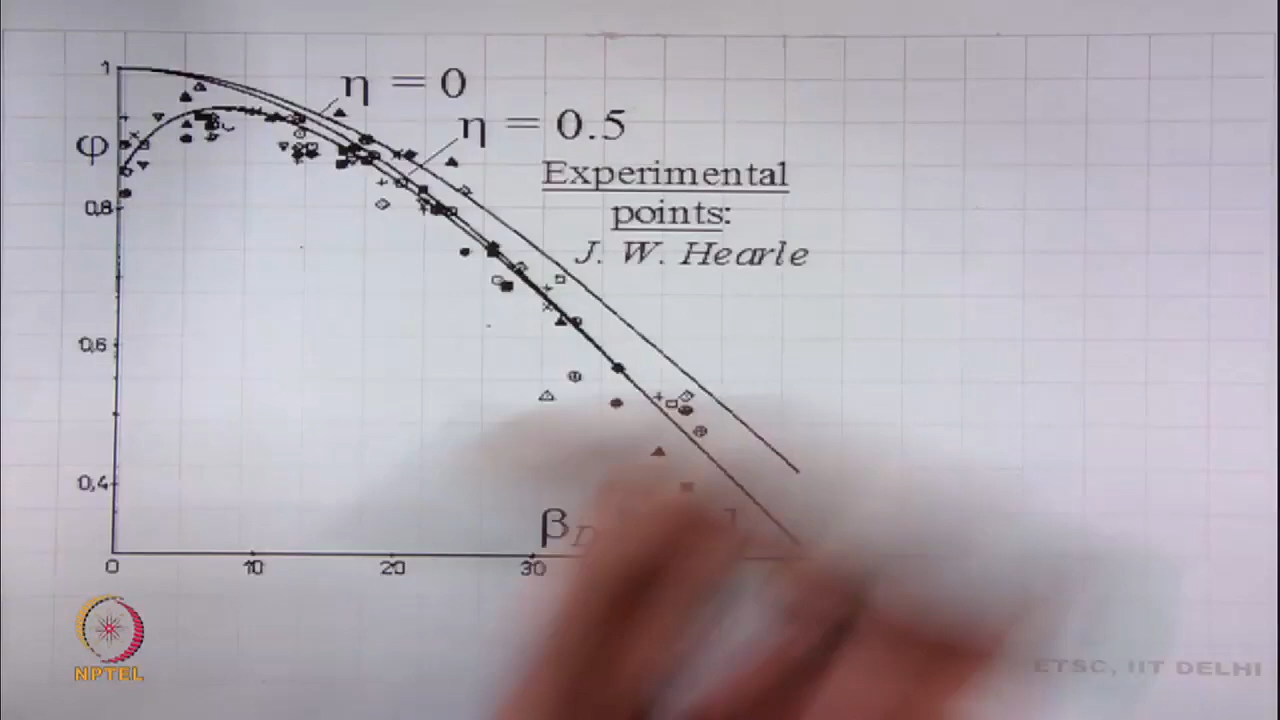 1
η = 0
η = 0.5
φ
Experimental
points:
J. W. Hearle
0,8
0,6
0,4
β
0
10
20
30
NPTEL
ETSC, IIT DELHI